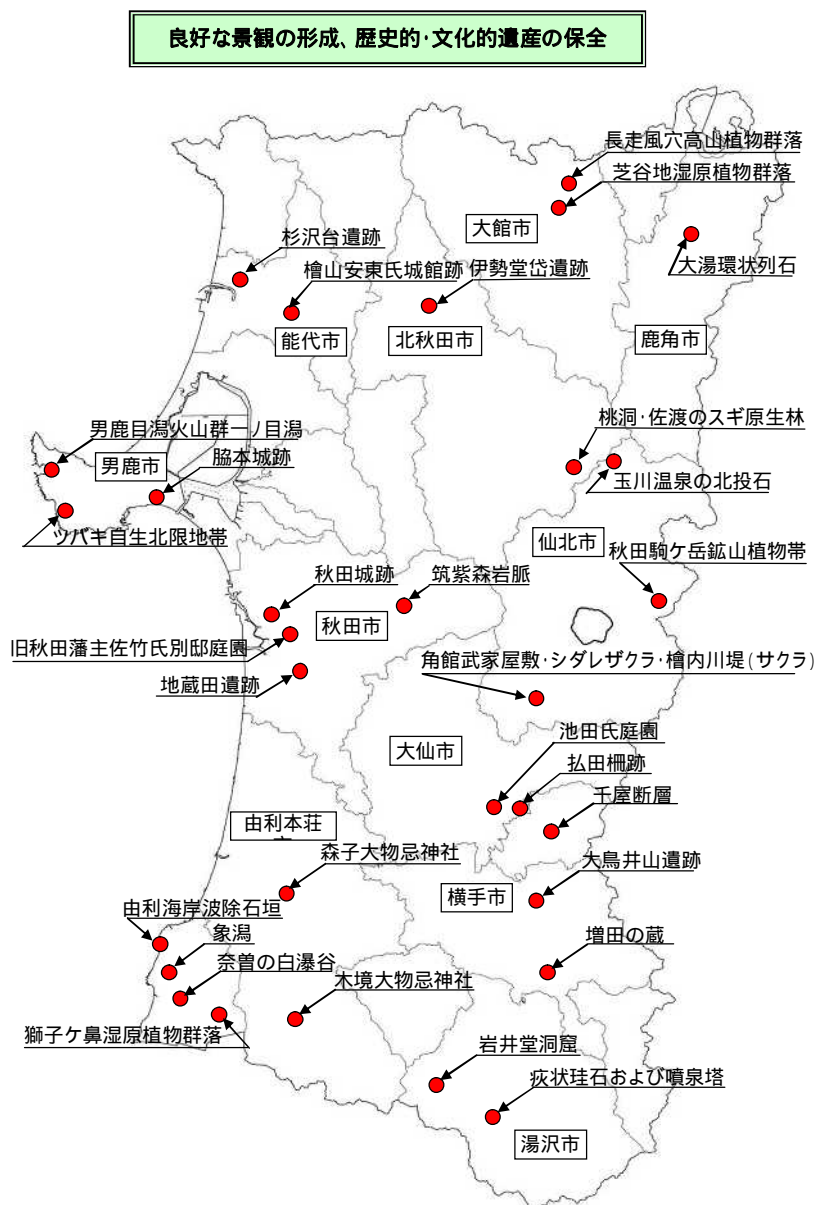 良好な景観の形成、歴史的・文化的遺産の保全
長走風穴高山植物群落
芝谷地湿原植物群落
大館市
杉沢台遺跡
大湯環状列石
檜山安東氏城館跡
伊勢堂岱遺跡
能代市
北秋田市
鹿角市
男鹿目潟火山群一ノ目潟
男鹿市
脇本城跡
桃洞・佐渡のスギ原生林
玉川温泉の北投石
ツバキ自生北限地帯
仙北市
秋田駒ケ岳鉱山植物帯
秋田城跡
筑紫森岩脈
秋田市
旧秋田藩主佐竹氏別邸庭園
地蔵田遺跡
角館武家屋敷・シダレザクラ・檜内川堤(サクラ)
池田氏庭園
大仙市
払田柵跡
千屋断層
由利本荘
森子大物忌神社
大鳥井山遺跡
横手市
由利海岸波除石垣
増田の蔵
象潟
奈曽の白瀑谷
木境大物忌神社
獅子ケ鼻湿原植物群落
岩井堂洞窟
疢状珪石および噴泉塔
湯沢市